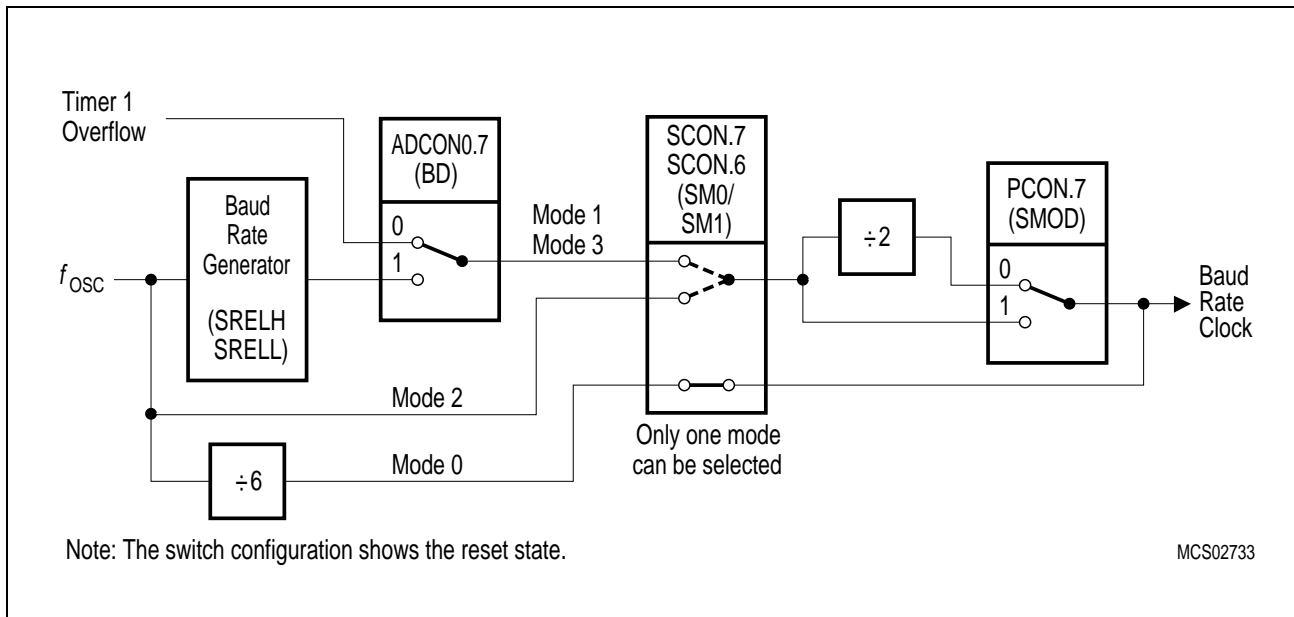 Timer 1
Overflow
ADCON0.7
(BD)
0
1
Baud
Rate
Generator
(SRELH
SRELL)
f OSC
Mode 1
Mode 3
SCON.7
SCON.6
(SM0/
SM1)
÷2
PCON.7
(SMOD)
0
1
Baud
Rate
Clock
Mode 2
Only one mode
can be selected
÷6
Mode 0
Note: The switch configuration shows the reset state.
MCS02733